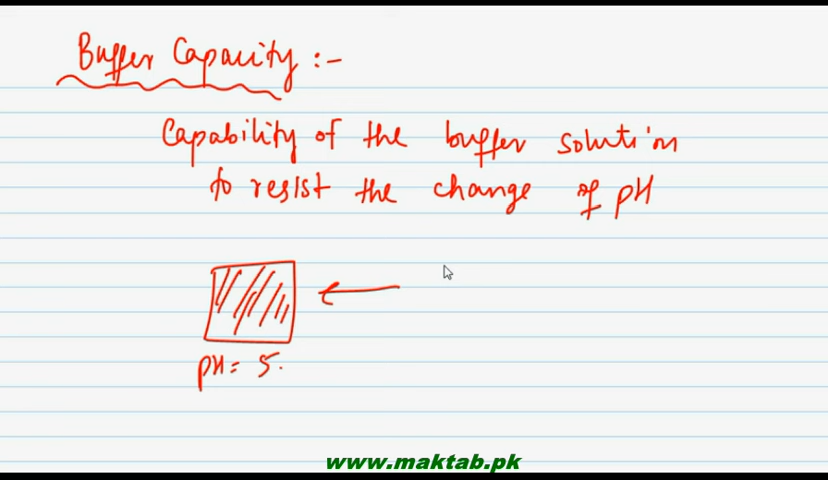 Buffer Capacity :-
Capability of the buffer solution
to resist the change of pH
pH = 5.
www.maktab.pk